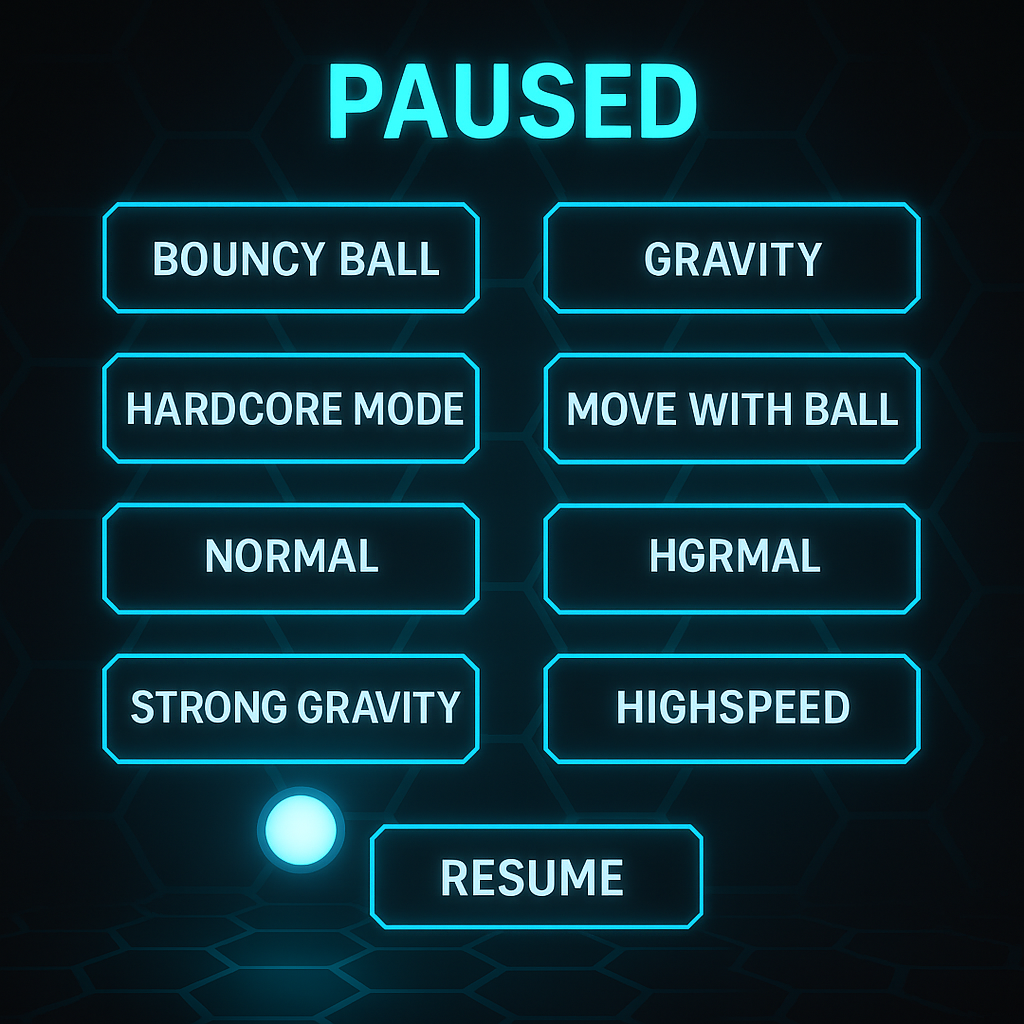 PAUSED
BOUNCY BALL
GRAVITY
HARDCORE MODE
MOVE WITH BALL
NORMAL
HGRMAL
STRONG GRAVITY
HIGHSPEED
RESUME